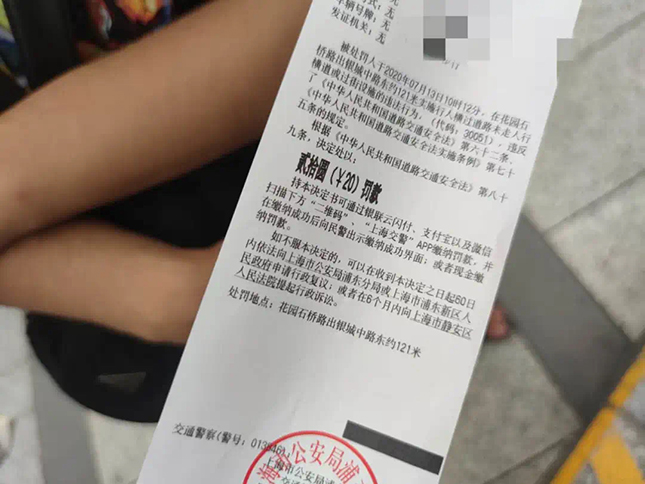 式：无
车辆号牌：无
发证机关：无
被处罚人于2020年07月13日10时12分，在花园石
桥路出银城中路东约121米实施行人横过道路未走人行
横道或过街设施的违法行为，（代码：30051），违反
了《中华人民共和国道路交通安全法》第六十二条、
《中华人民共和国道路交通安全法实施条例》第七十
五条的规定。
根据《中华人民共和国道路交通安全法》第八十
九条，决定处以：
贰拾圆（￥20）罚款
持本决定书可通过银联云闪付、支付宝以及微信
扫描下方“二维码”、“上海交警”APP缴纳罚款，并
在缴纳成功后向民警出示缴纳成功界面；或者现金缴
纳罚款。
如不服本决定的，可以在收到本决定之日起60日
内依法向上海市公安局浦东分局或上海市浦东新区人
民政府申请行政复议；或者在6个月内向上海市静安区
人民法院提起行政诉讼。
处罚地点：花园石桥路出银城中路东约121米
交通警察(警号：013646)：
上海市公安局浦
海市公安局浦